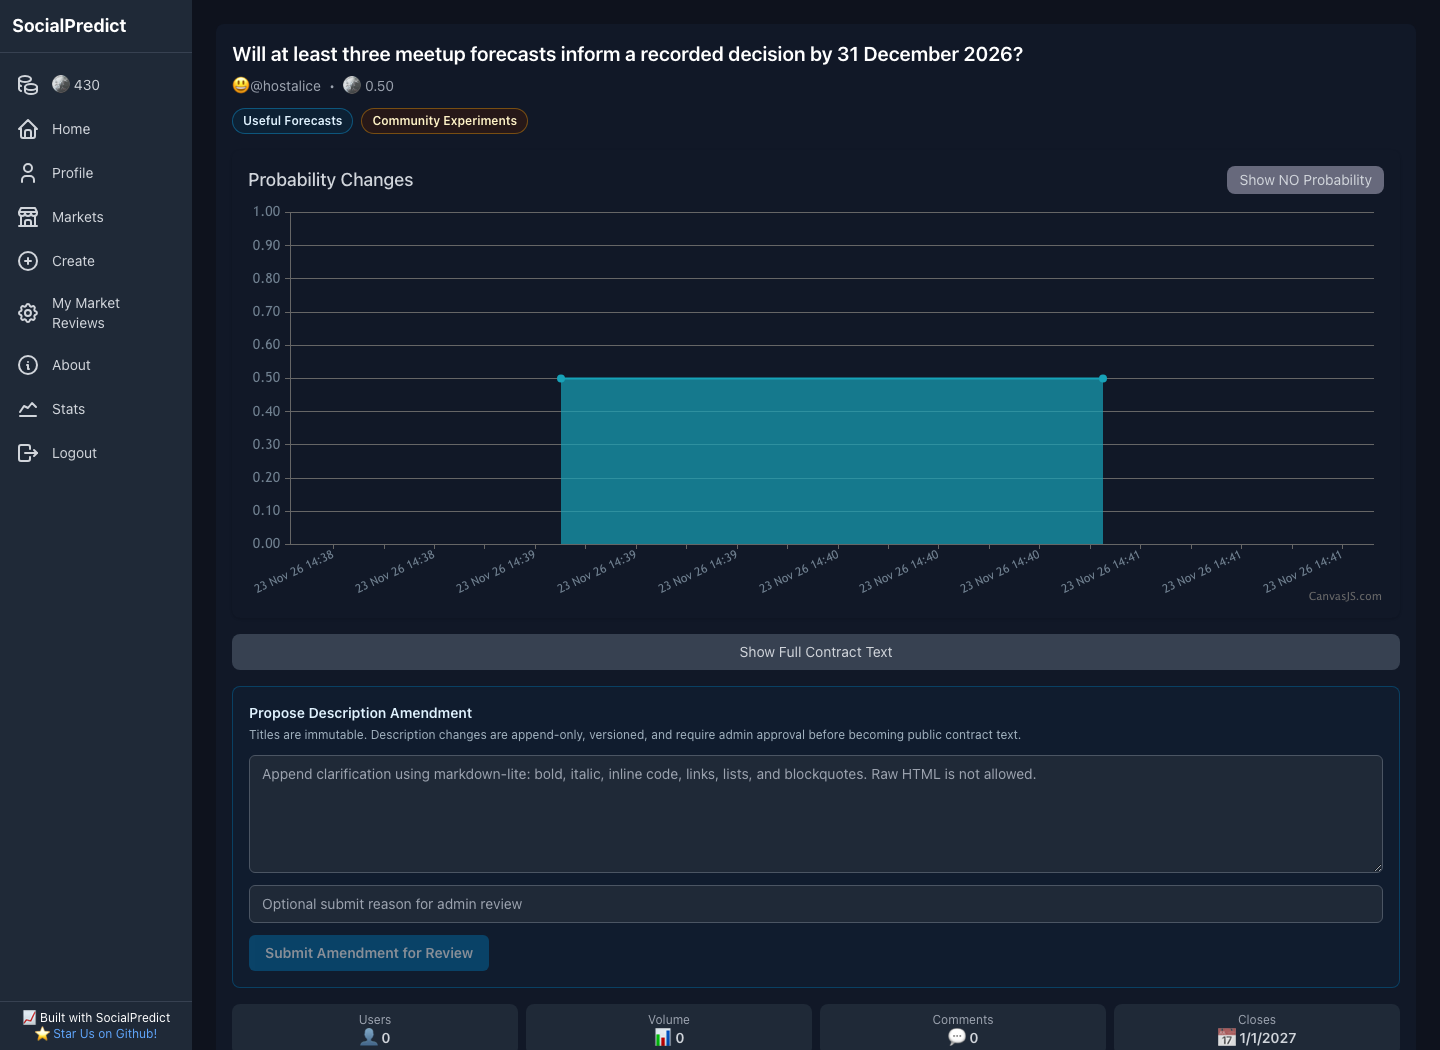 SocialPredict
430
Home
Profile
Markets
Create
My Market
Reviews
About
Stats
Logout
Built with SocialPredict
Star Us on Github!
Will at least three meetup forecasts inform a recorded decision by 31 December 2026?
@hostalice • 0.50
Useful Forecasts
Community Experiments
Probability Changes
Show NO Probability
1.00
0.90
0.80
0.70
0.60
0.50
0.40
0.30
0.20
0.10
0.00
23 Nov 26 14:38
23 Nov 26 14:38
23 Nov 26 14:39
23 Nov 26 14:39
23 Nov 26 14:39
23 Nov 26 14:40
23 Nov 26 14:40
23 Nov 26 14:40
23 Nov 26 14:41
23 Nov 26 14:41
23 Nov 26 14:41
CanvasJS.com
Show Full Contract Text
Propose Description Amendment
Titles are immutable. Description changes are append-only, versioned, and require admin approval before becoming public contract text.
Append clarification using markdown-lite: bold, italic, inline code, links, lists, and blockquotes. Raw HTML is not allowed.
Optional submit reason for admin review
Submit Amendment for Review
Users
0
Volume
0
Comments
0
Closes
1/1/2027